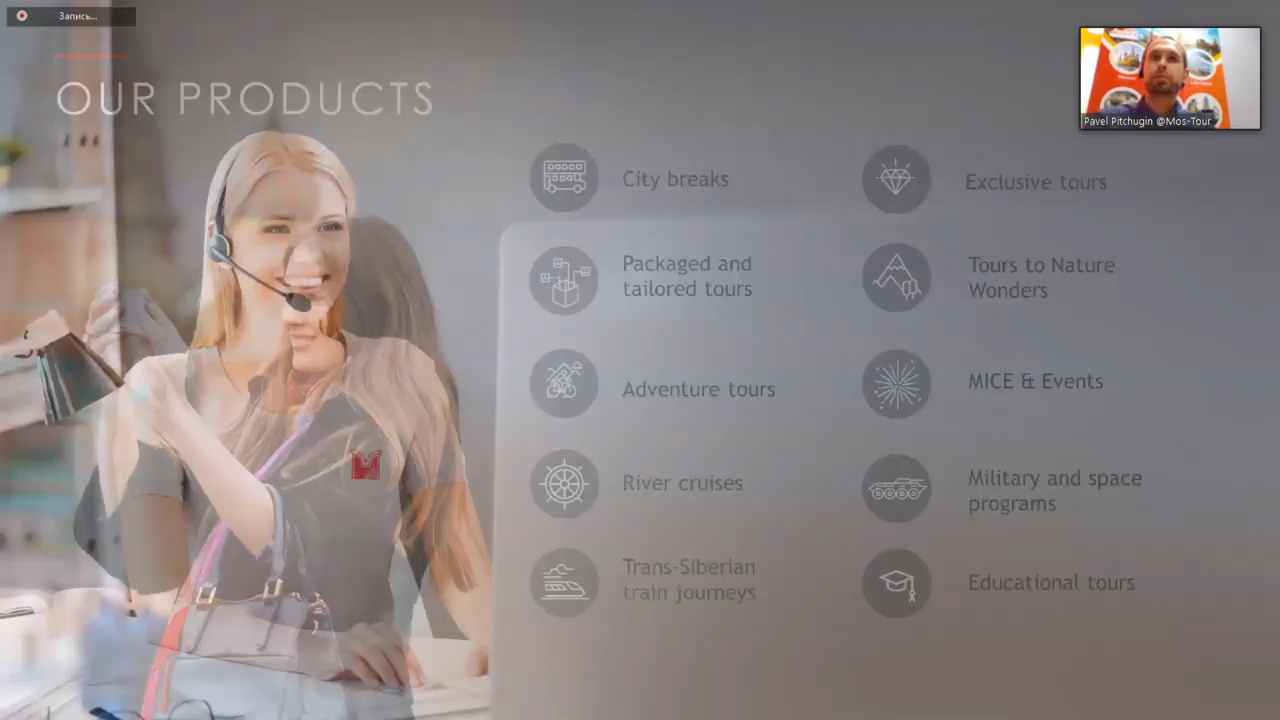 Запись...
OUR PRODUCTS
Pavel Pitchugin @Mos-Tour
City breaks
Exclusive tours
Packaged and
tailored tours
Tours to Nature
Wonders
Adventure tours
MICE & Events
River cruises
Military and space
programs
Trans-Siberian
train journeys
Educational tours